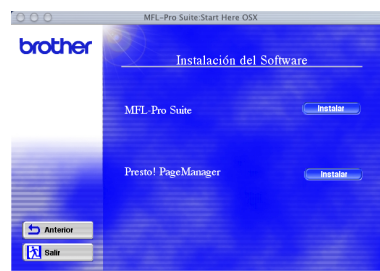 MFL-Pro Suite:Start Here OSX
brother
Instalación del Software
MFL-Pro Suite
Instalar
Presto! PageManager
Instalar
Anterior
Salir